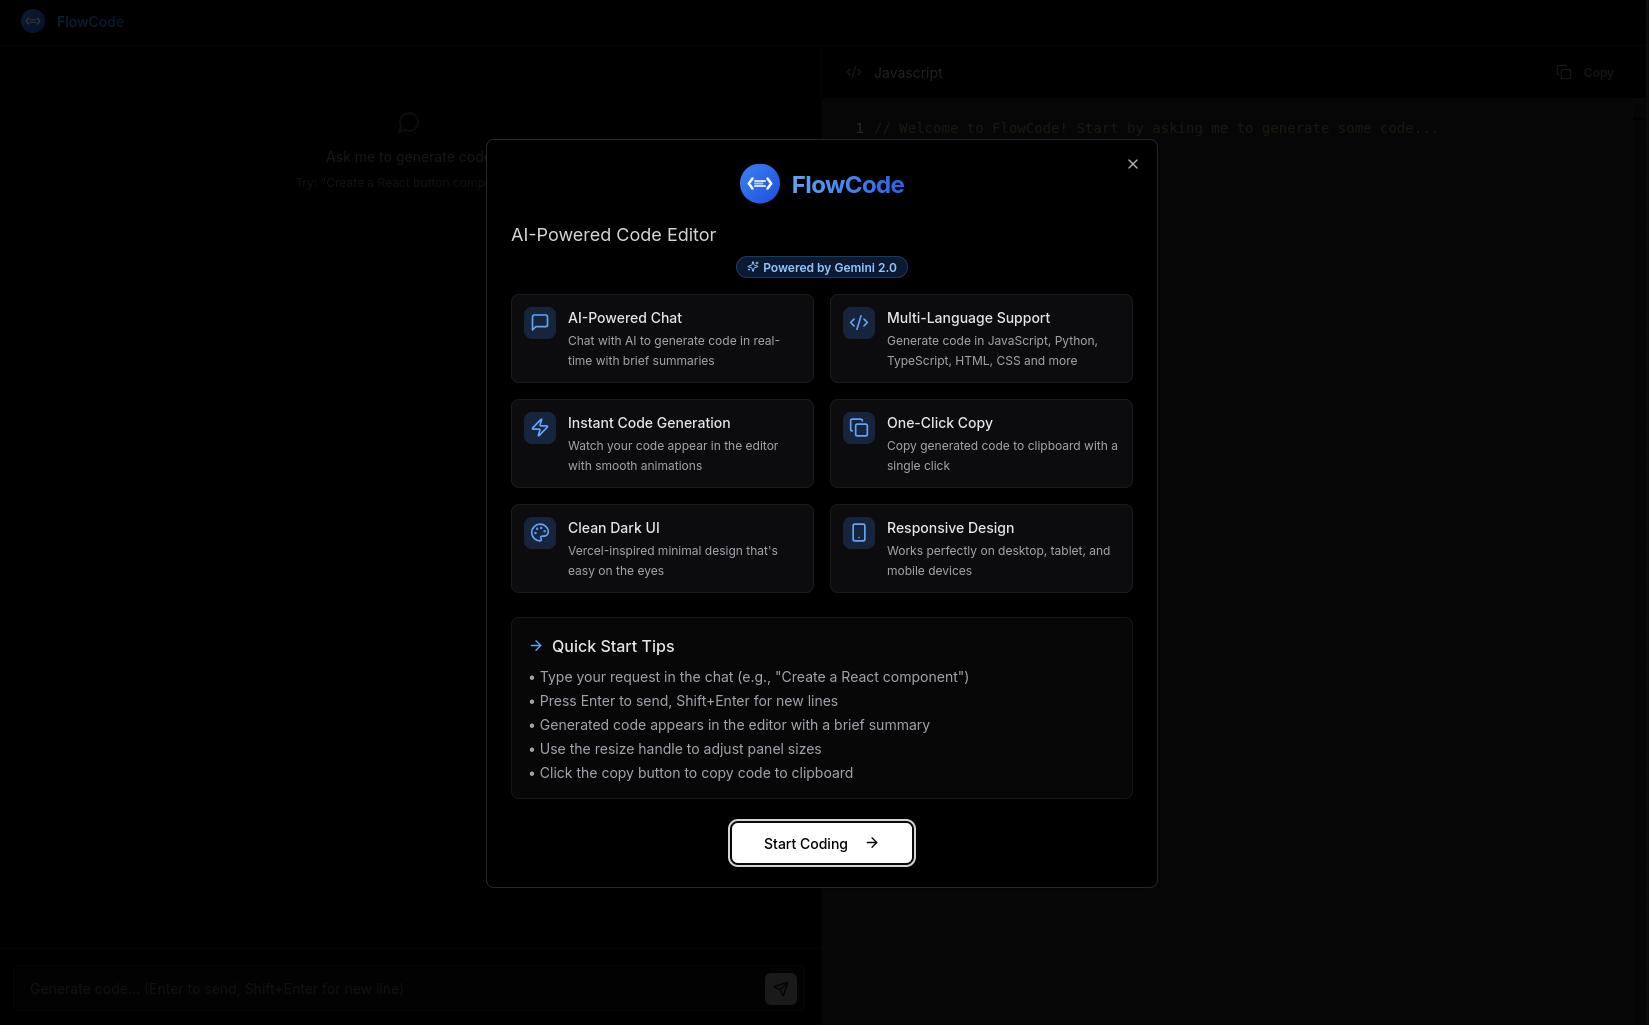 FlowCode
Javascript
Copy
1 // Welcome to FlowCode! Start by asking me to generate some code...
Ask me to generate code
Try: "Create a React button comp
FlowCode
AI-Powered Code Editor
Powered by Gemini 2.0
AI-Powered Chat
Chat with AI to generate code in real-
time with brief summaries
Multi-Language Support
Generate code in JavaScript, Python,
TypeScript, HTML, CSS and more
Instant Code Generation
Watch your code appear in the editor
with smooth animations
One-Click Copy
Copy generated code to clipboard with a
single click
Clean Dark UI
Vercel-inspired minimal design that's
easy on the eyes
Responsive Design
Works perfectly on desktop, tablet, and
mobile devices
Quick Start Tips
• Type your request in the chat (e.g., "Create a React component")
• Press Enter to send, Shift+Enter for new lines
• Generated code appears in the editor with a brief summary
• Use the resize handle to adjust panel sizes
• Click the copy button to copy code to clipboard
Start Coding
Generate code... (Enter to send, Shift+Enter for new line)